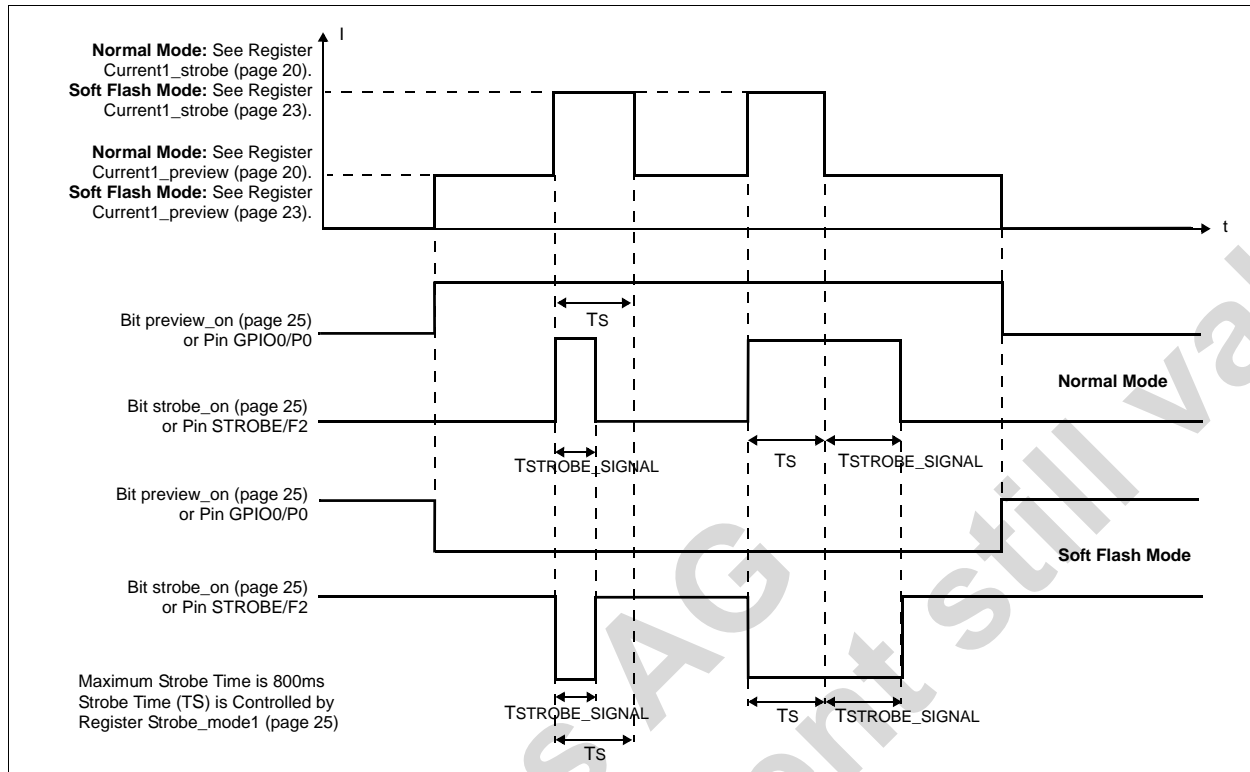 I
Normal Mode: See Register
Current1_strobe (page 20).
Soft Flash Mode: See Register
Current1_strobe (page 23).
Normal Mode: See Register
Current1_preview (page 20).
Soft Flash Mode: See Register
Current1_preview (page 23).
t
TS
Bit preview_on (page 25)
or Pin GPIO0/P0
Normal Mode
Bit strobe_on (page 25)
or Pin STROBE/F2
TSTROBE_SIGNAL
TS
TSTROBE_SIGNAL
Bit preview_on (page 25)
or Pin GPIO0/P0
Soft Flash Mode
Bit strobe_on (page 25)
or Pin STROBE/F2
Maximum Strobe Time is 800ms
Strobe Time (TS) is Controlled by
Register Strobe_mode1 (page 25)
TSTROBE_SIGNAL
TS
TS
TSTROBE_SIGNAL
s AG
ent still val